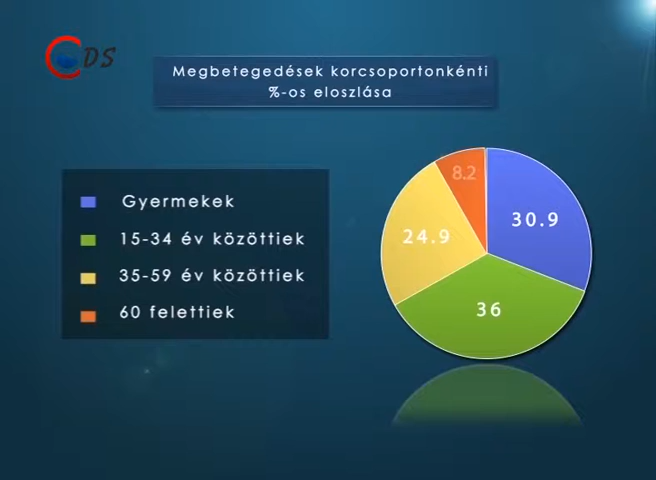 CDS
Megbetegedések korcsoportonkénti
%-os eloszlása
Gyermekek
15-34 év közöttiek
35-59 év közöttiek
60 felettiek
8.2
30.9
24.9
36